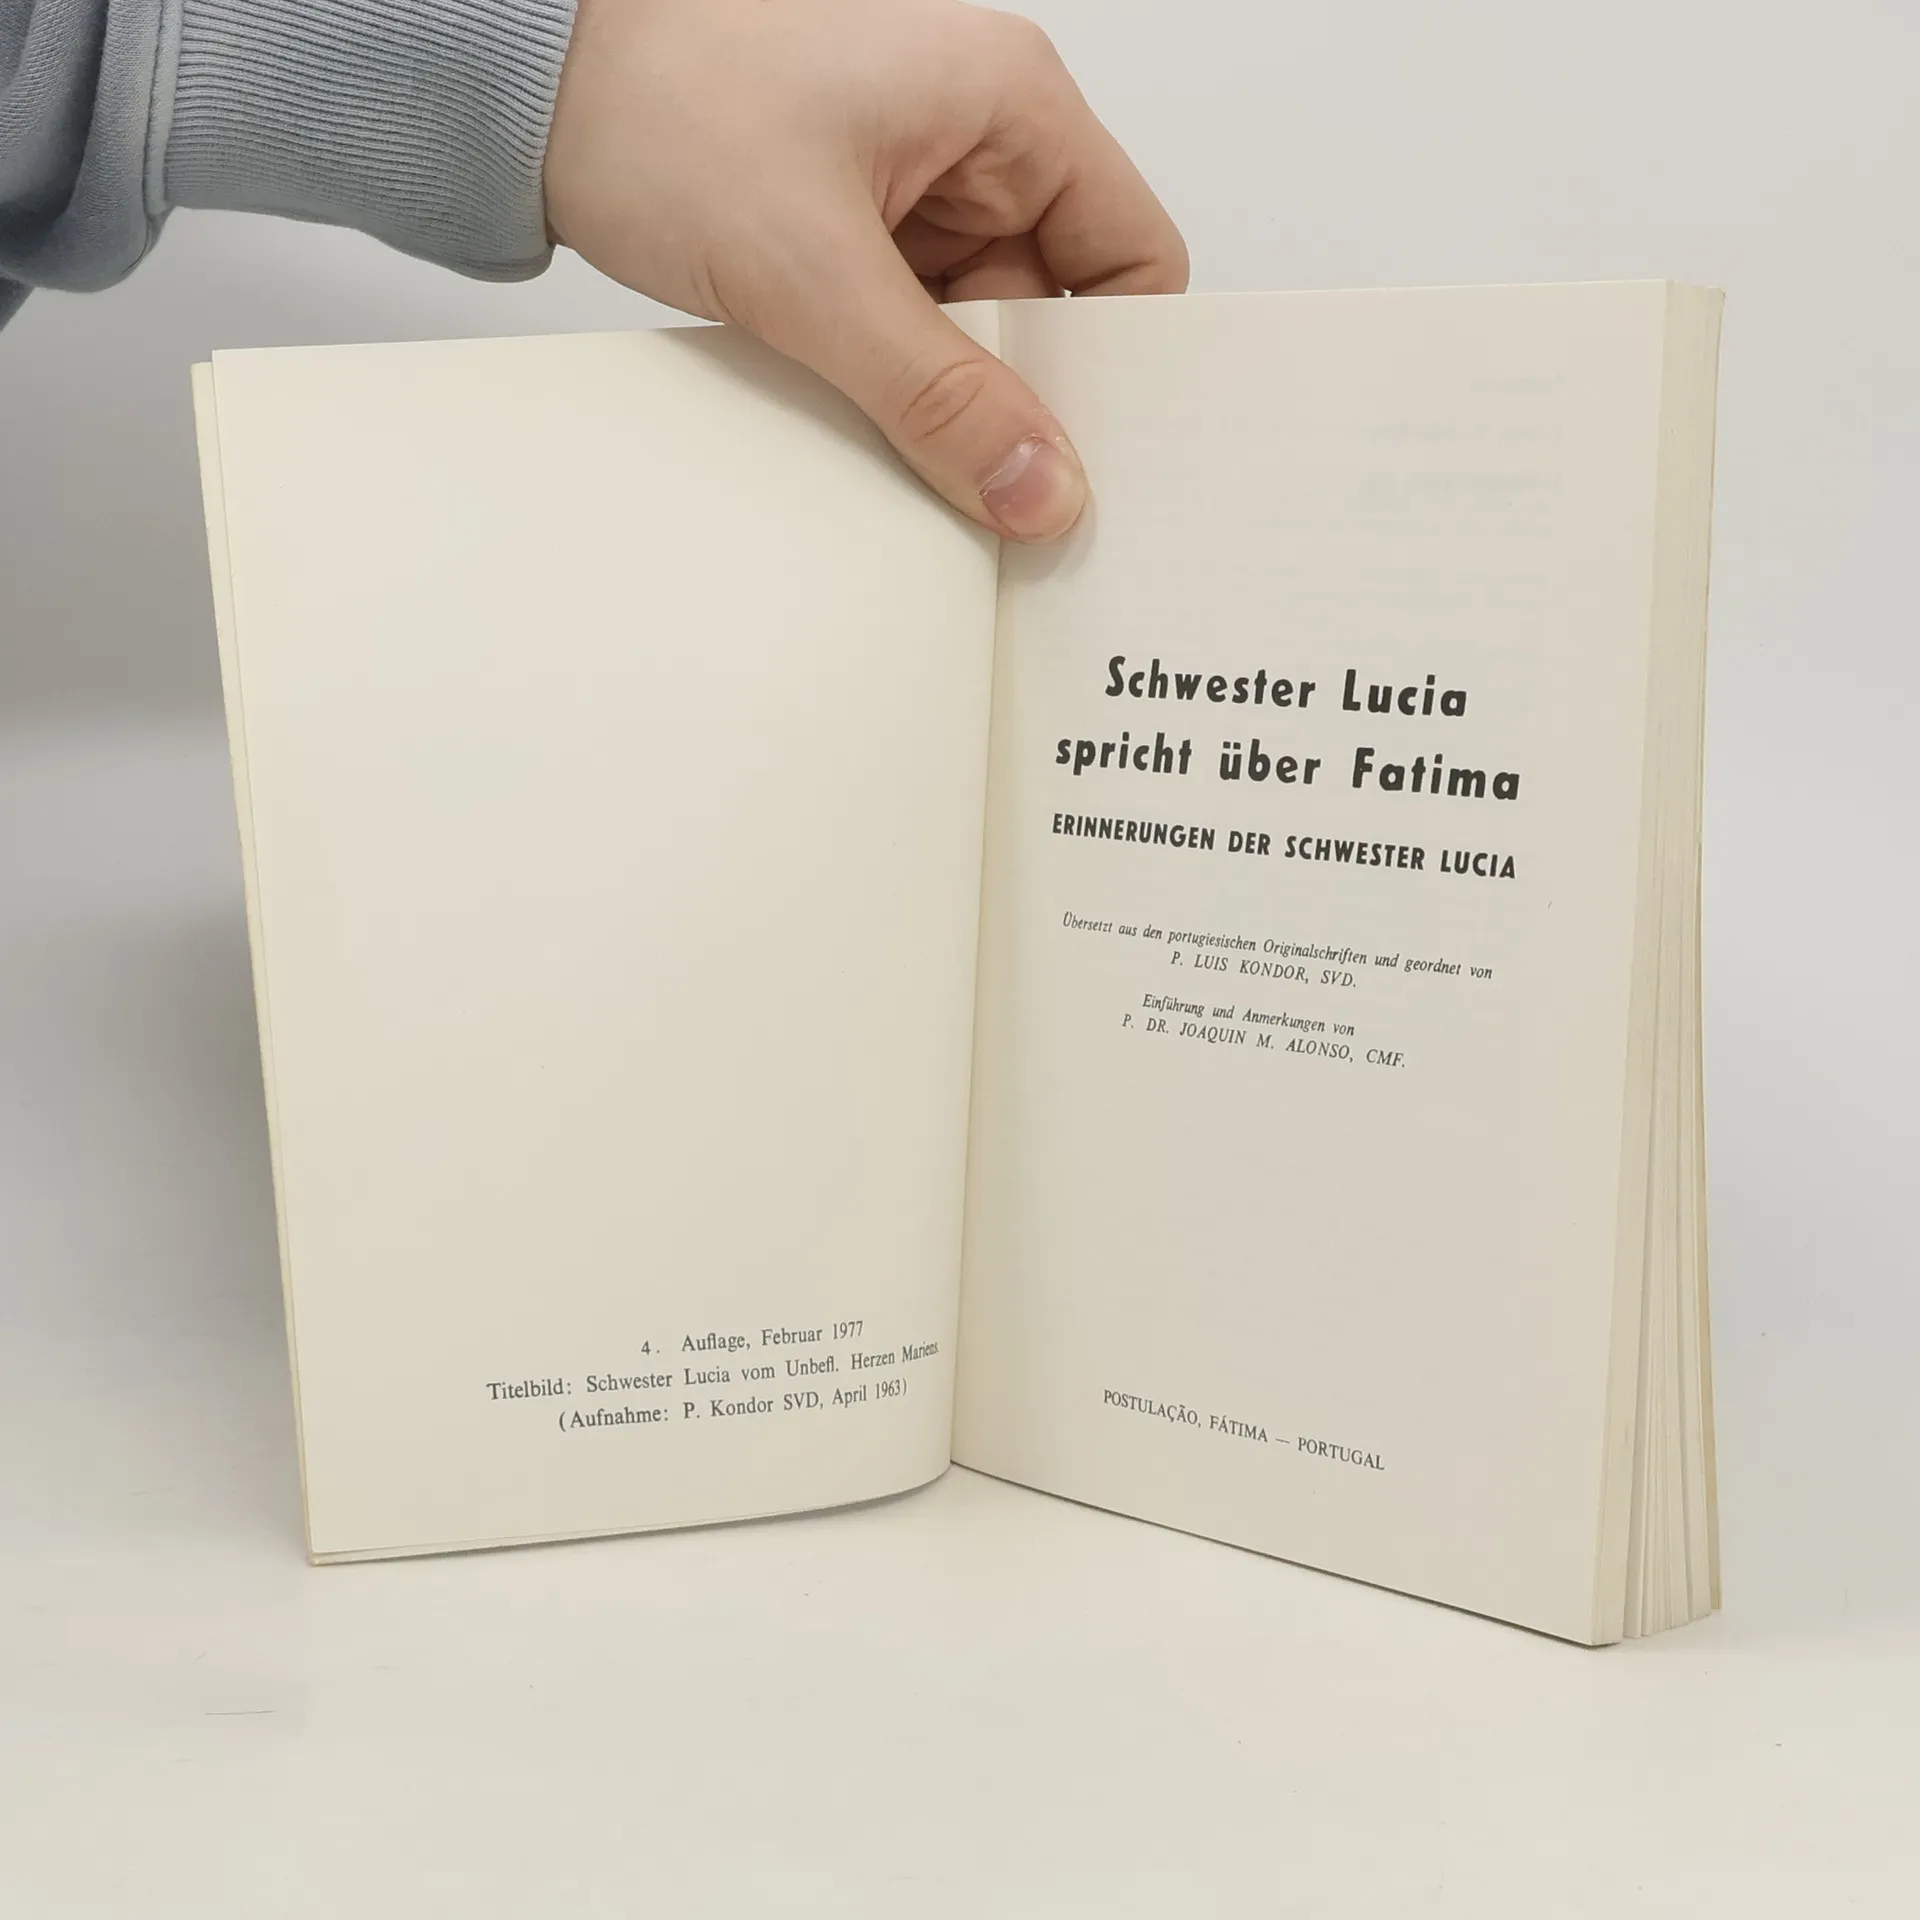 4. Auflage, Februar 1977
Titelbild: Schwester Lucia vom Unbefl. Herzen Mariens
(Aufnahme: P. Kondor SVD, April 1963)
Schwester Lucia
spricht über Fatima
ERINNERUNGEN DER SCHWESTER LUCIA
Übersetzt aus den portugiesischen Originalschriften und geordnet von
P. LUIS KONDOR, SVD.
Einführung und Anmerkungen von
P. DR. JOAQUIN M. ALONSO, CMF.
POSTULAÇÃO, FÁTIMA — PORTUGAL